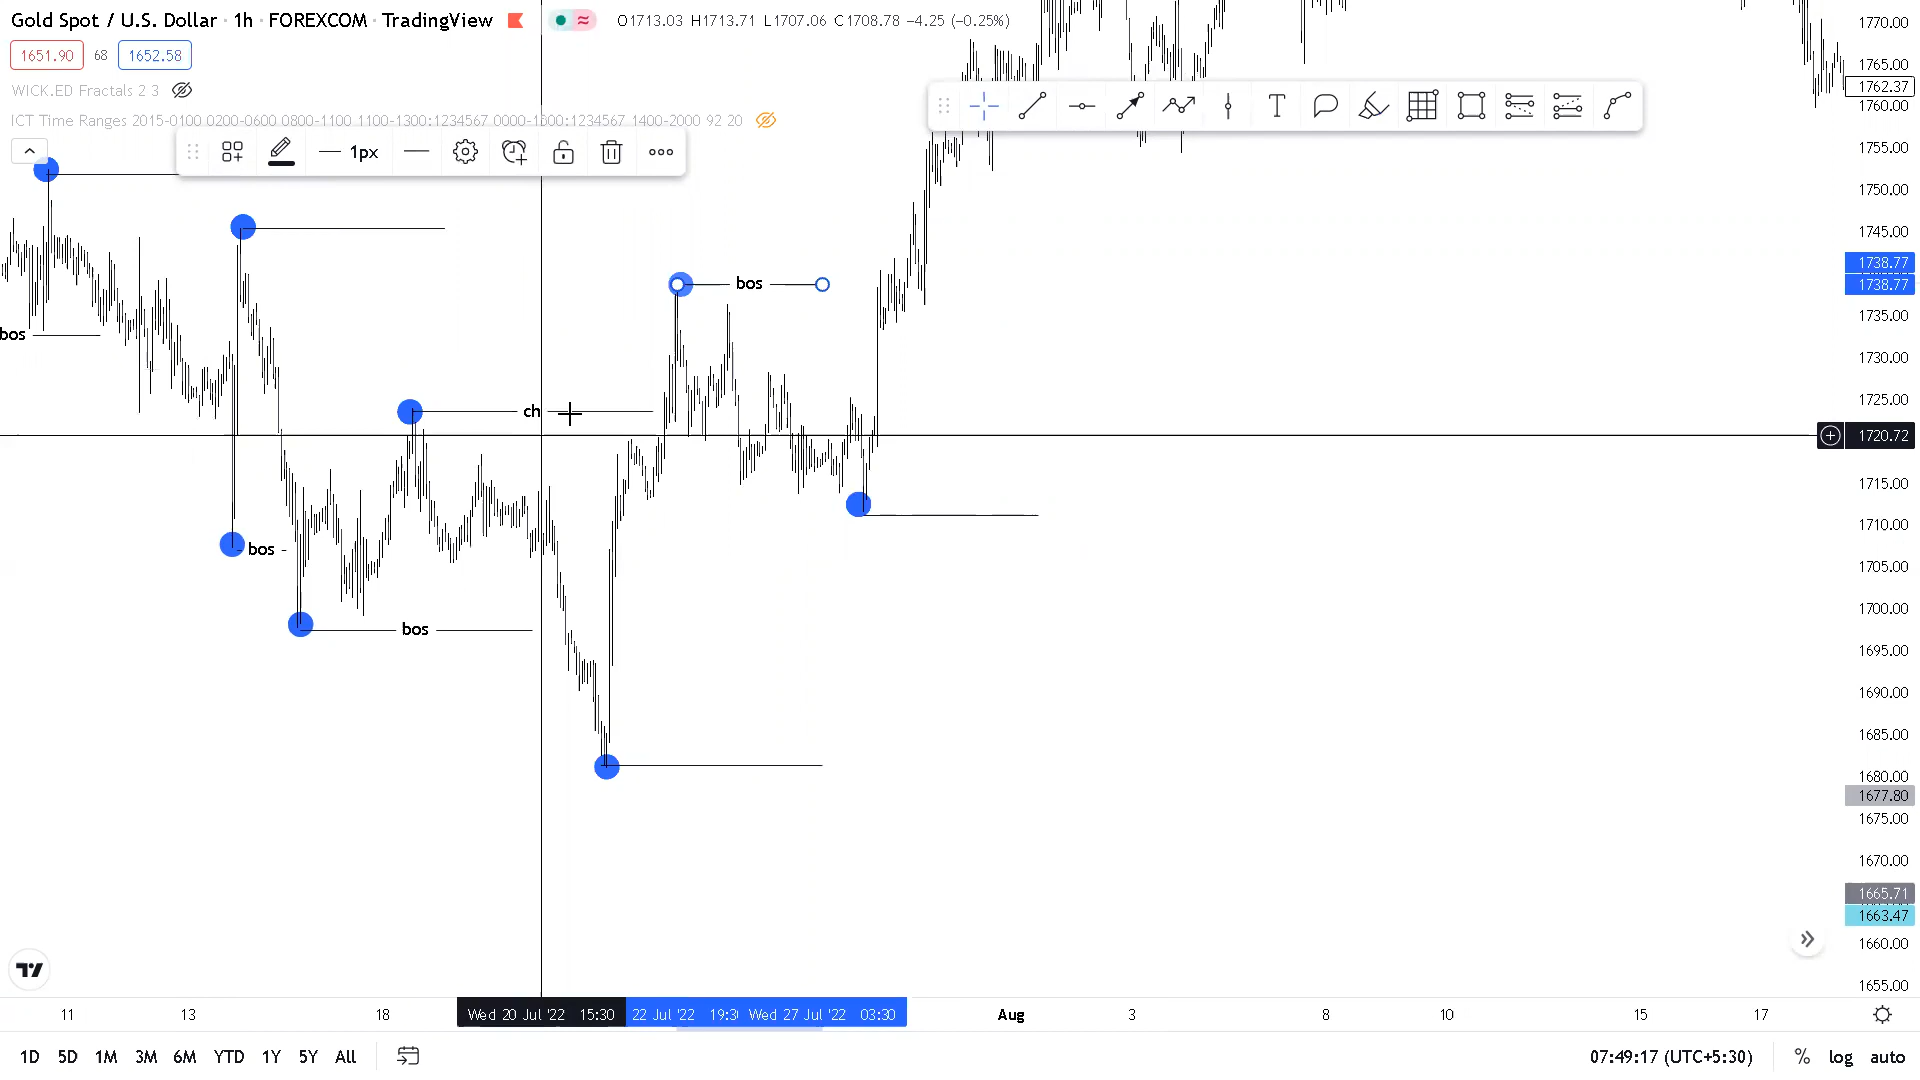 Gold Spot / U.S. Dollar · 1h · FOREXCOM · TradingView
O1713.03 H1713.71 L1707.06 C1708.78 −4.25 (−0.25%)
1651.90 68 1652.58
WICK.ED Fractals 2 3
ICT Time Ranges 2015-0100 0200-0600 0800-1100 1100-1300:1234567 0000-1300:1234567 1400-2000 92 20
1px
bos
bos
ch
bos
bos
1770.00
1765.00
1762.37
1760.00
1755.00
1750.00
1745.00
1738.77
1738.77
1735.00
1730.00
1725.00
1720.72
1715.00
1710.00
1705.00
1700.00
1695.00
1690.00
1685.00
1680.00
1677.80
1675.00
1670.00
1665.71
1663.47
1660.00
1655.00
11 13 18 Wed 20 Jul '22 15:30 22 Jul '22 19:3 Wed 27 Jul '22 03:30 Aug 3 8 10 15 17
1D 5D 1M 3M 6M YTD 1Y 5Y All 07:49:17 (UTC+5:30) % log auto